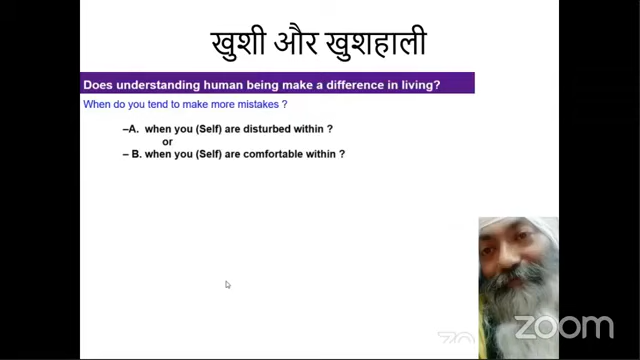 खुशी और खुशहाली
Does understanding human being make a difference in living?
When do you tend to make more mistakes ?
–A. when you (Self) are disturbed within ?
or
– B. when you (Self) are comfortable within ?
zoom